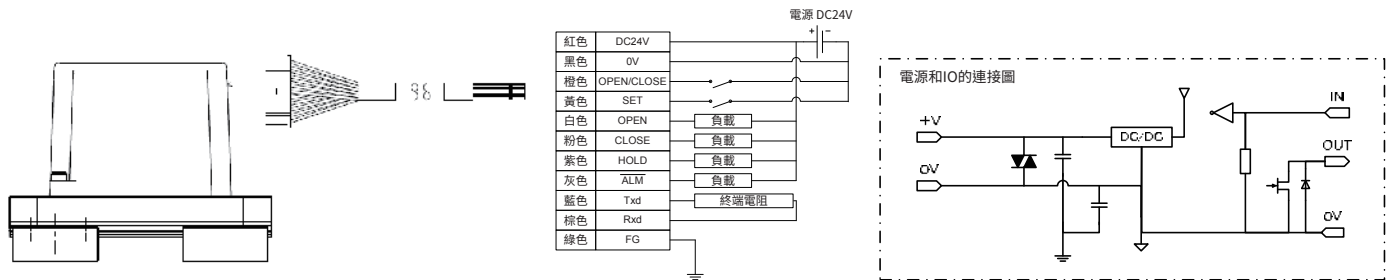 電源 DC24V
+ −
紅色 DC24V
黑色 0V
橙色 OPEN/CLOSE
黃色 SET
白色 OPEN 負載
粉色 CLOSE 負載
紫色 HOLD 負載
灰色 ALM 負載
藍色 Txd 終端電阻
棕色 Rxd
綠色 FG
96
電源和IO的連接圖
+V
0V
DC/DC
IN
OUT
0V